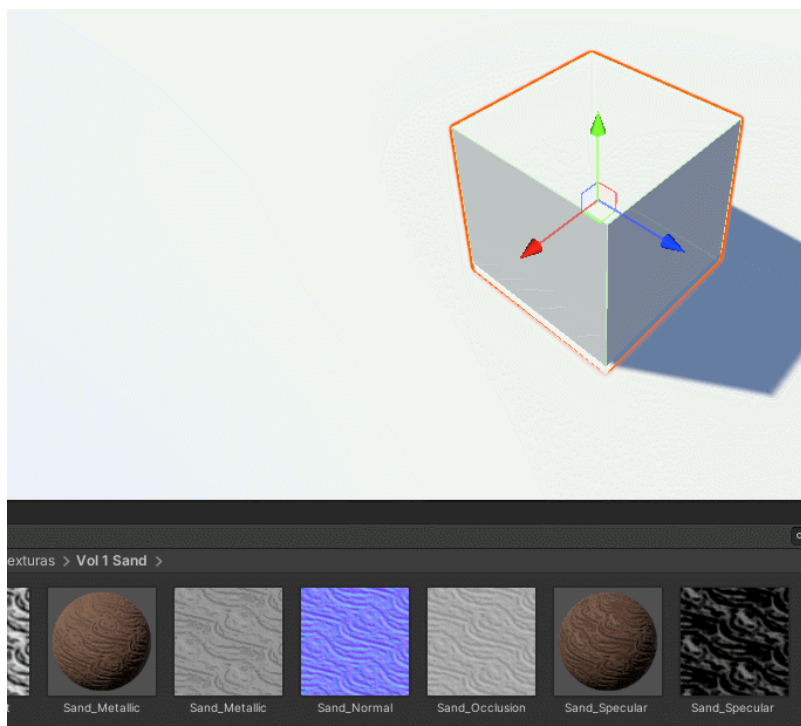 exturas > Vol 1 Sand >
t Sand_Metallic Sand_Metallic Sand_Normal Sand_Occlusion Sand_Specular Sand_Specular